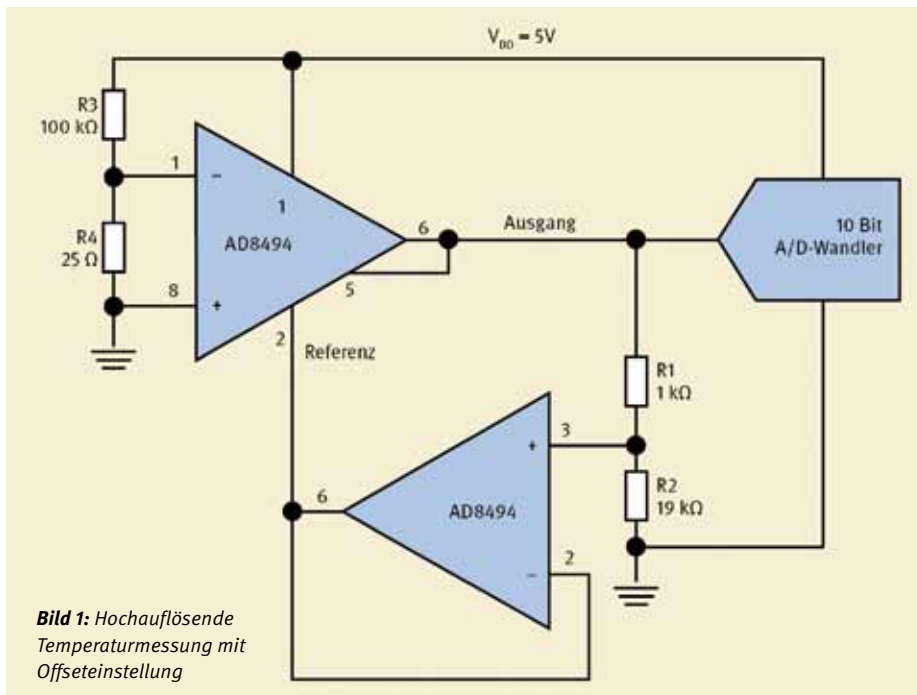 V_DD = 5V
R3
100 kΩ
1
−
1
R4
25 Ω
AD8494
8
+
2
Referenz
6
5
Ausgang
10 Bit
A/D-Wandler
R1
1 kΩ
3
+
R2
19 kΩ
6
AD8494
2
−
Bild 1: Hochauflösende
Temperaturmessung mit
Offseteinstellung